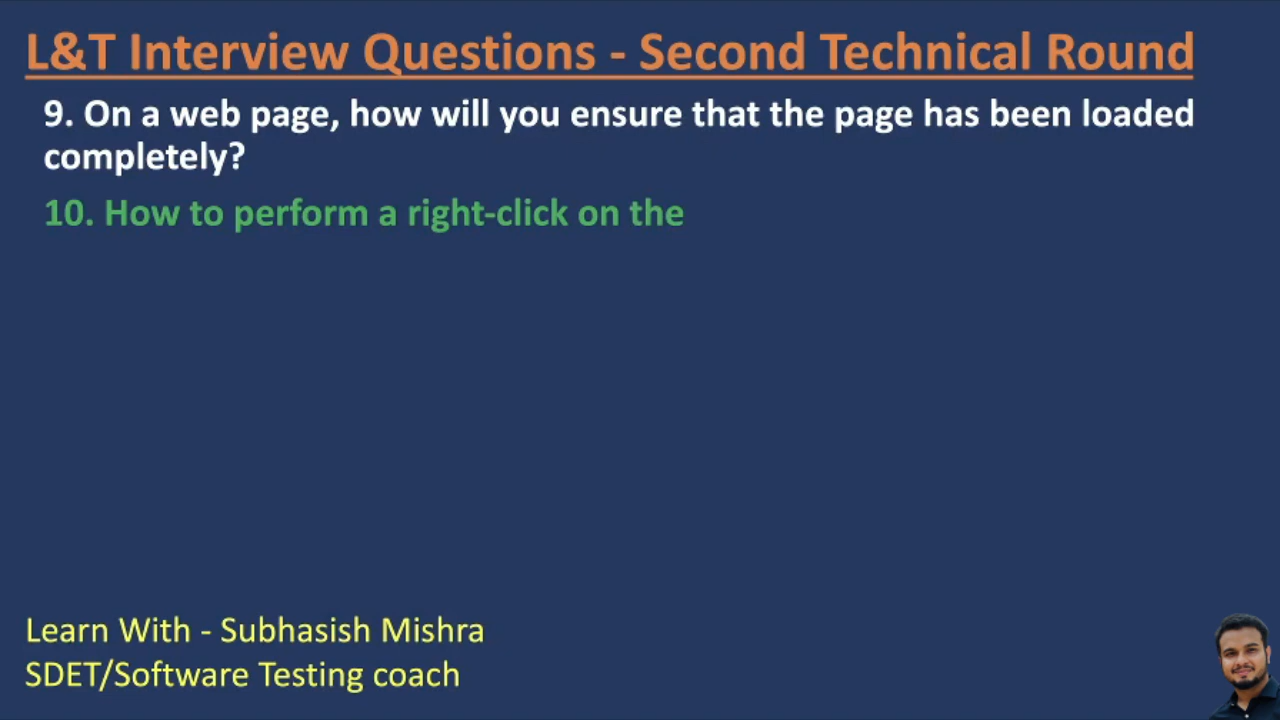 L&T Interview Questions - Second Technical Round
9. On a web page, how will you ensure that the page has been loaded
completely?
10. How to perform a right-click on the
Learn With - Subhasish Mishra
SDET/Software Testing coach